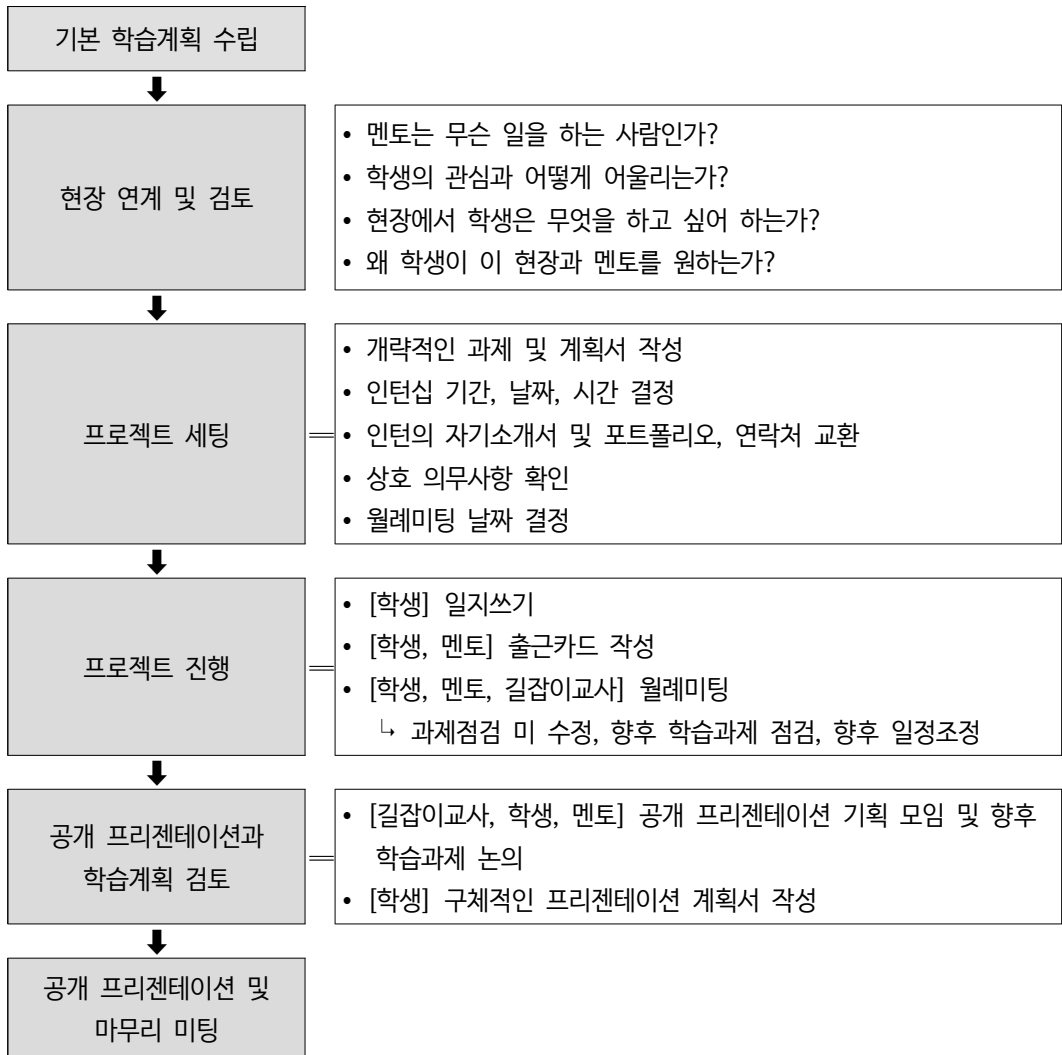 기본 학습계획 수립
현장 연계 및 검토
• 멘토는 무슨 일을 하는 사람인가?
• 학생의 관심과 어떻게 어울리는가?
• 현장에서 학생은 무엇을 하고 싶어 하는가?
• 왜 학생이 이 현장과 멘토를 원하는가?
프로젝트 세팅
• 개략적인 과제 및 계획서 작성
• 인턴십 기간, 날짜, 시간 결정
• 인턴의 자기소개서 및 포트폴리오, 연락처 교환
• 상호 의무사항 확인
• 월례미팅 날짜 결정
프로젝트 진행
• [학생] 일지쓰기
• [학생, 멘토] 출근카드 작성
• [학생, 멘토, 길잡이교사] 월례미팅
↳ 과제점검 미 수정, 향후 학습과제 점검, 향후 일정조정
공개 프리젠테이션과
학습계획 검토
• [길잡이교사, 학생, 멘토] 공개 프리젠테이션 기획 모임 및 향후
학습과제 논의
• [학생] 구체적인 프리젠테이션 계획서 작성
공개 프리젠테이션 및
마무리 미팅